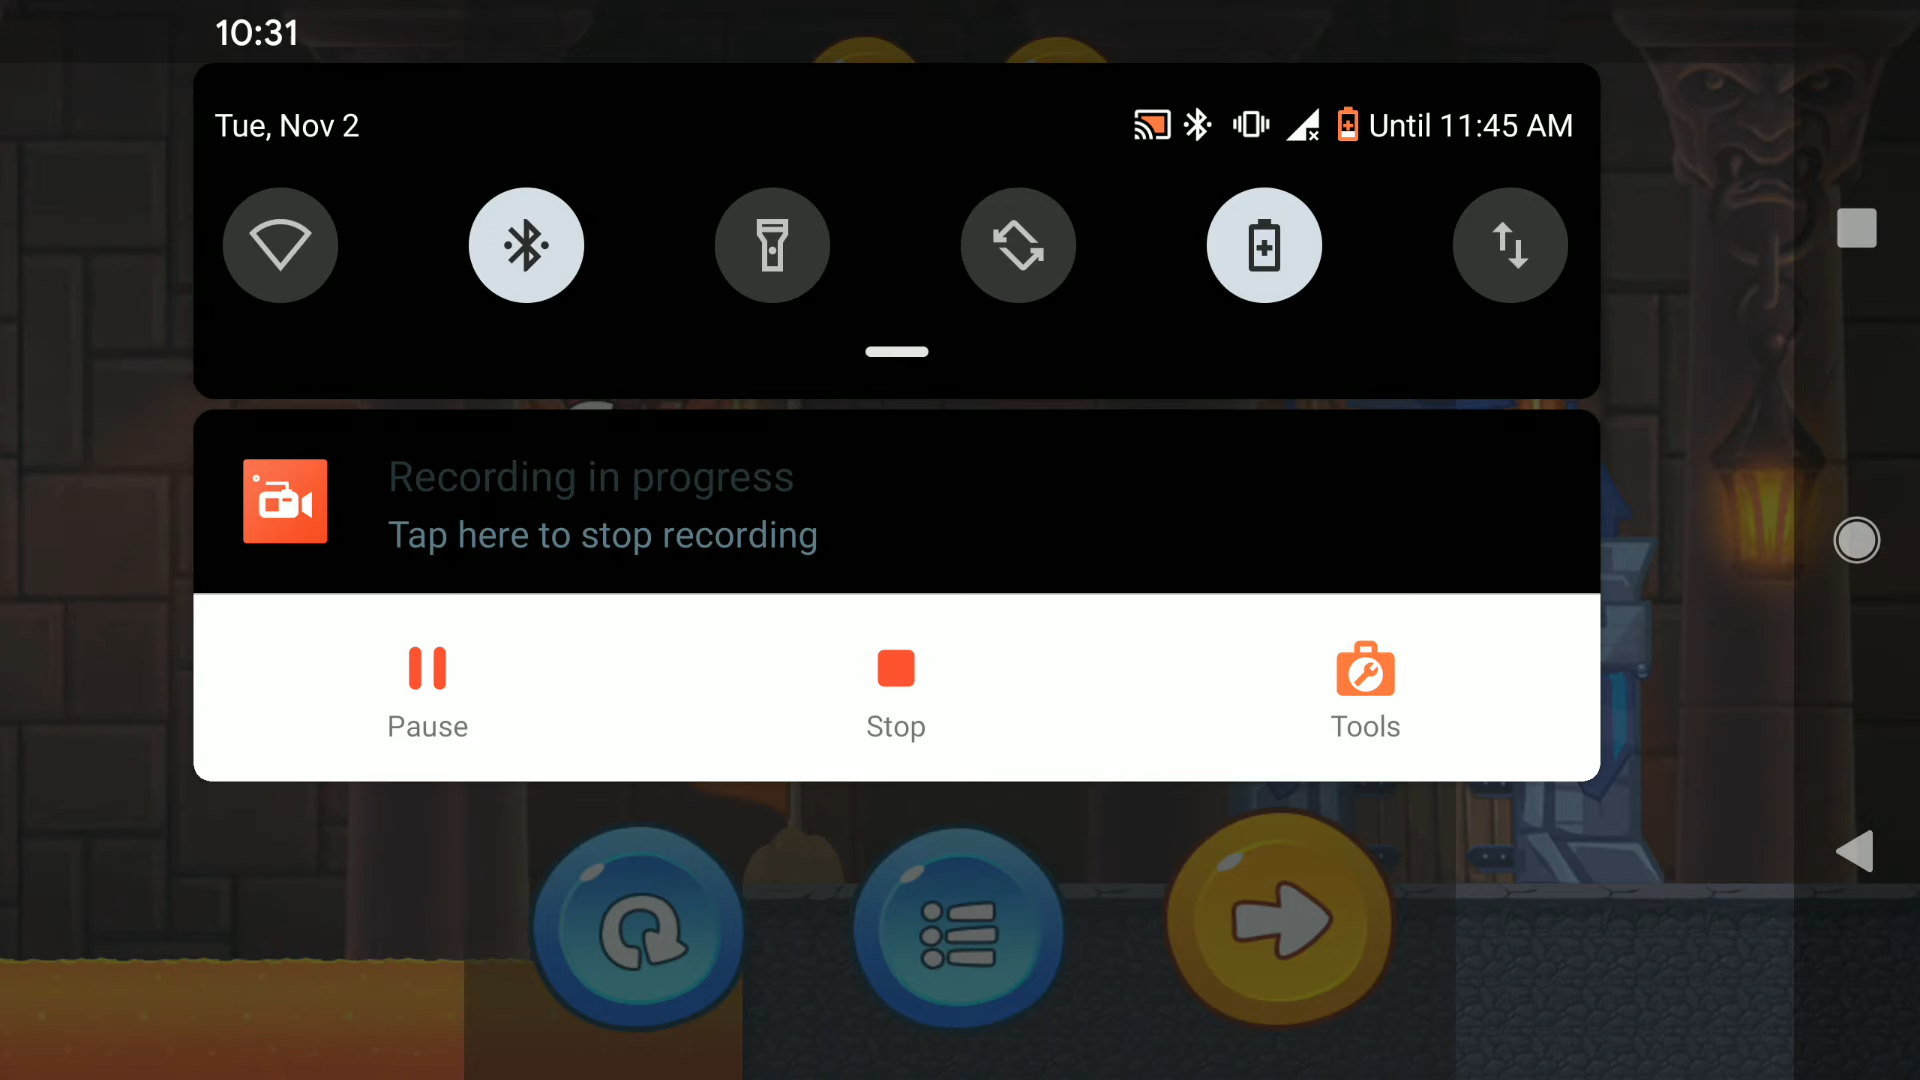 10:31
Tue, Nov 2
Until 11:45 AM
Recording in progress
Tap here to stop recording
Pause
Stop
Tools